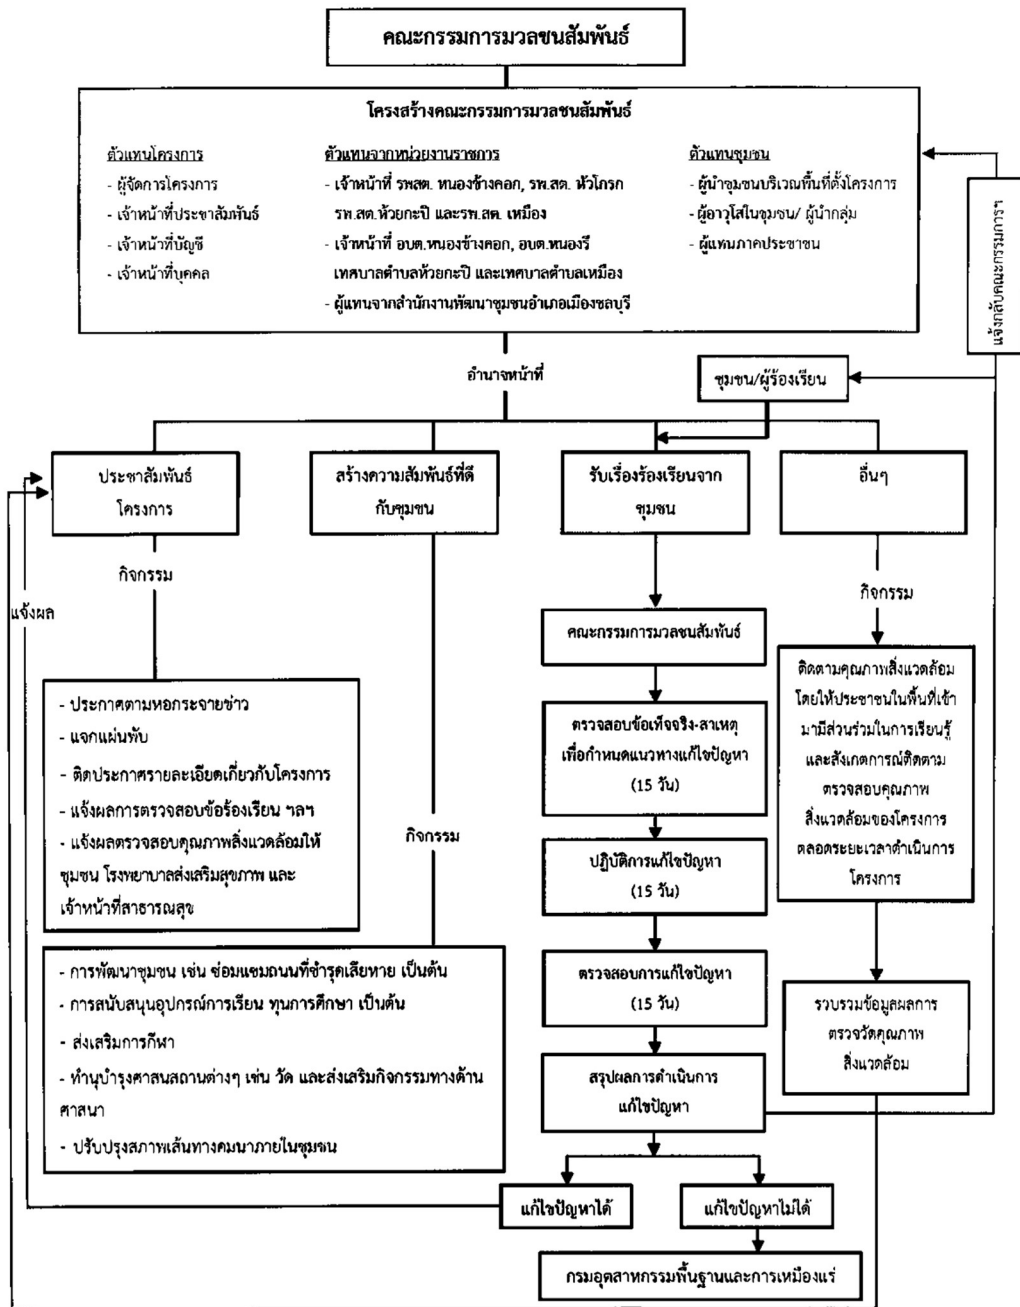 คณะกรรมการมวลชนสัมพันธ์
โครงสร้างคณะกรรมการมวลชนสัมพันธ์
ตัวแทนโครงการ
- ผู้จัดการโครงการ
- เจ้าหน้าที่ประชาสัมพันธ์
- เจ้าหน้าที่บัญชี
- เจ้าหน้าที่บุคคล
ตัวแทนจากหน่วยงานราชการ
- เจ้าหน้าที่ รพสต. หนองข้างคอก, รพ.สต. หัวโกรก
รพ.สต.ห้วยกะปิ และรพ.สต. เหมือง
- เจ้าหน้าที่ อบต.หนองข้างคอก, อบต.หนองรี
เทศบาลตำบลห้วยกะปิ และเทศบาลตำบลเหมือง
- ผู้แทนจากสำนักงานพัฒนาชุมชนอำเภอเมืองชลบุรี
ตัวแทนชุมชน
- ผู้นำชุมชนบริเวณพื้นที่ตั้งโครงการ
- ผู้อาวุโสในชุมชน/ ผู้นำกลุ่ม
- ผู้แทนภาคประชาชน
แจ้งกลับคณะกรรมการฯ
อำนาจหน้าที่
ชุมชน/ผู้ร้องเรียน
ประชาสัมพันธ์
โครงการ
สร้างความสัมพันธ์ที่ดี
กับชุมชน
รับเรื่องร้องเรียนจาก
ชุมชน
อื่นๆ
แจ้งผล
กิจกรรม
- ประกาศตามหอกระจายข่าว
- แจกแผ่นพับ
- ติดประกาศรายละเอียดเกี่ยวกับโครงการ
- แจ้งผลการตรวจสอบข้อร้องเรียน ฯลฯ
- แจ้งผลตรวจสอบคุณภาพสิ่งแวดล้อมให้
ชุมชน โรงพยาบาลส่งเสริมสุขภาพ และ
เจ้าหน้าที่สาธารณสุข
กิจกรรม
- การพัฒนาชุมชน เช่น ซ่อมแซมถนนที่ชำรุดเสียหาย เป็นต้น
- การสนับสนุนอุปกรณ์การเรียน ทุนการศึกษา เป็นต้น
- ส่งเสริมการกีฬา
- ทำนุบำรุงศาสนสถานต่างๆ เช่น วัด และส่งเสริมกิจกรรมทางด้าน
ศาสนา
- ปรับปรุงสภาพเส้นทางคมนาภายในชุมชน
คณะกรรมการมวลชนสัมพันธ์
ตรวจสอบข้อเท็จจริง-สาเหตุ
เพื่อกำหนดแนวทางแก้ไขปัญหา
(15 วัน)
ปฏิบัติการแก้ไขปัญหา
(15 วัน)
ตรวจสอบการแก้ไขปัญหา
(15 วัน)
สรุปผลการดำเนินการ
แก้ไขปัญหา
แก้ไขปัญหาได้
แก้ไขปัญหาไม่ได้
กรมอุตสาหกรรมพื้นฐานและการเหมืองแร่
กิจกรรม
ติดตามคุณภาพสิ่งแวดล้อม
โดยให้ประชาชนในพื้นที่เข้า
มามีส่วนร่วมในการเรียนรู้
และสังเกตการณ์ติดตาม
ตรวจสอบคุณภาพ
สิ่งแวดล้อมของโครงการ
ตลอดระยะเวลาดำเนินการ
โครงการ
รวบรวมข้อมูลผลการ
ตรวจวัดคุณภาพ
สิ่งแวดล้อม